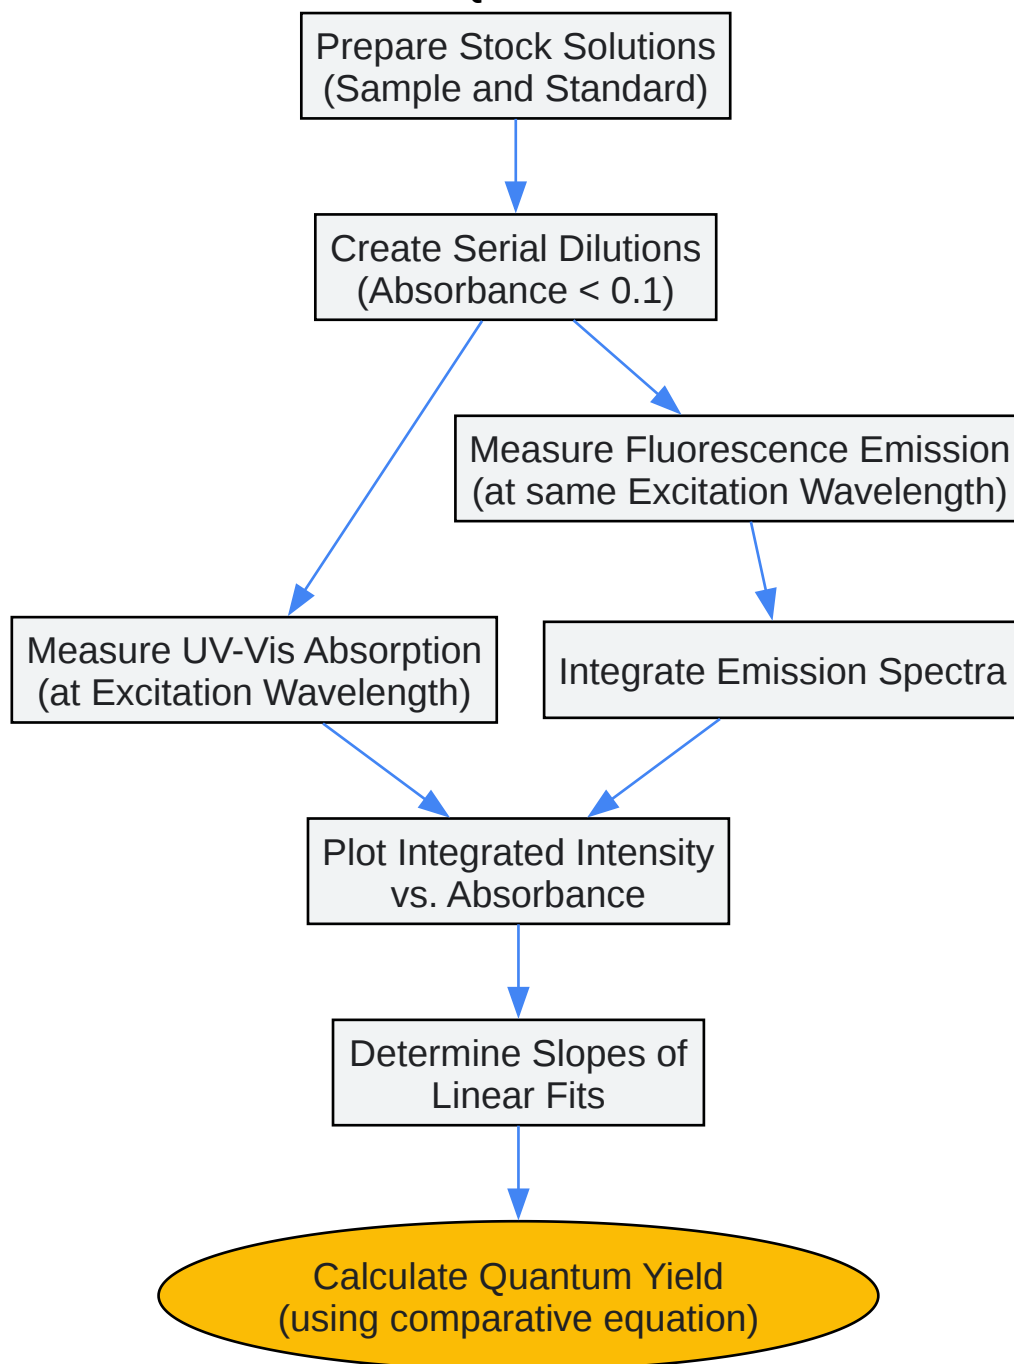 Prepare Stock Solutions
(Sample and Standard)
Create Serial Dilutions
(Absorbance < 0.1)
Measure Fluorescence Emission
(at same Excitation Wavelength)
Measure UV-Vis Absorption
(at Excitation Wavelength)
Integrate Emission Spectra
Plot Integrated Intensity
vs. Absorbance
Determine Slopes of
Linear Fits
Calculate Quantum Yield
(using comparative equation)